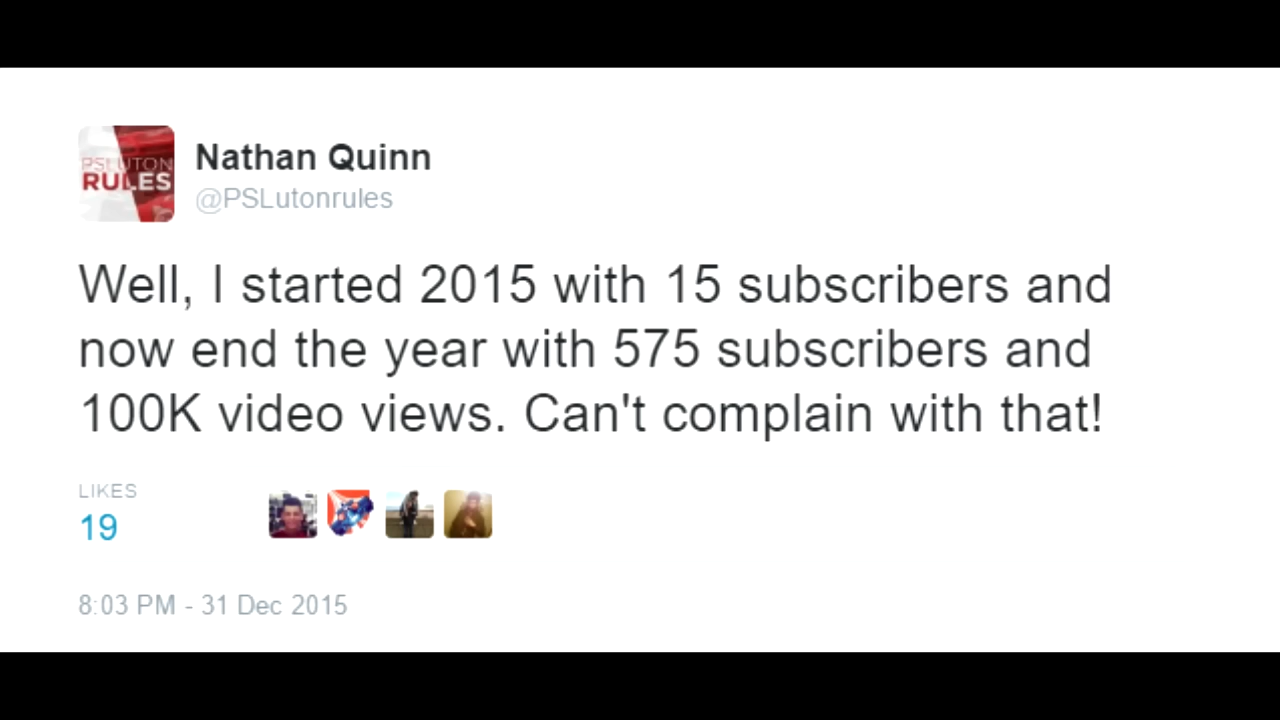 PSLUTON
RULES
Nathan Quinn
@PSLutonrules
Well, I started 2015 with 15 subscribers and
now end the year with 575 subscribers and
100K video views. Can't complain with that!
LIKES
19
8:03 PM - 31 Dec 2015